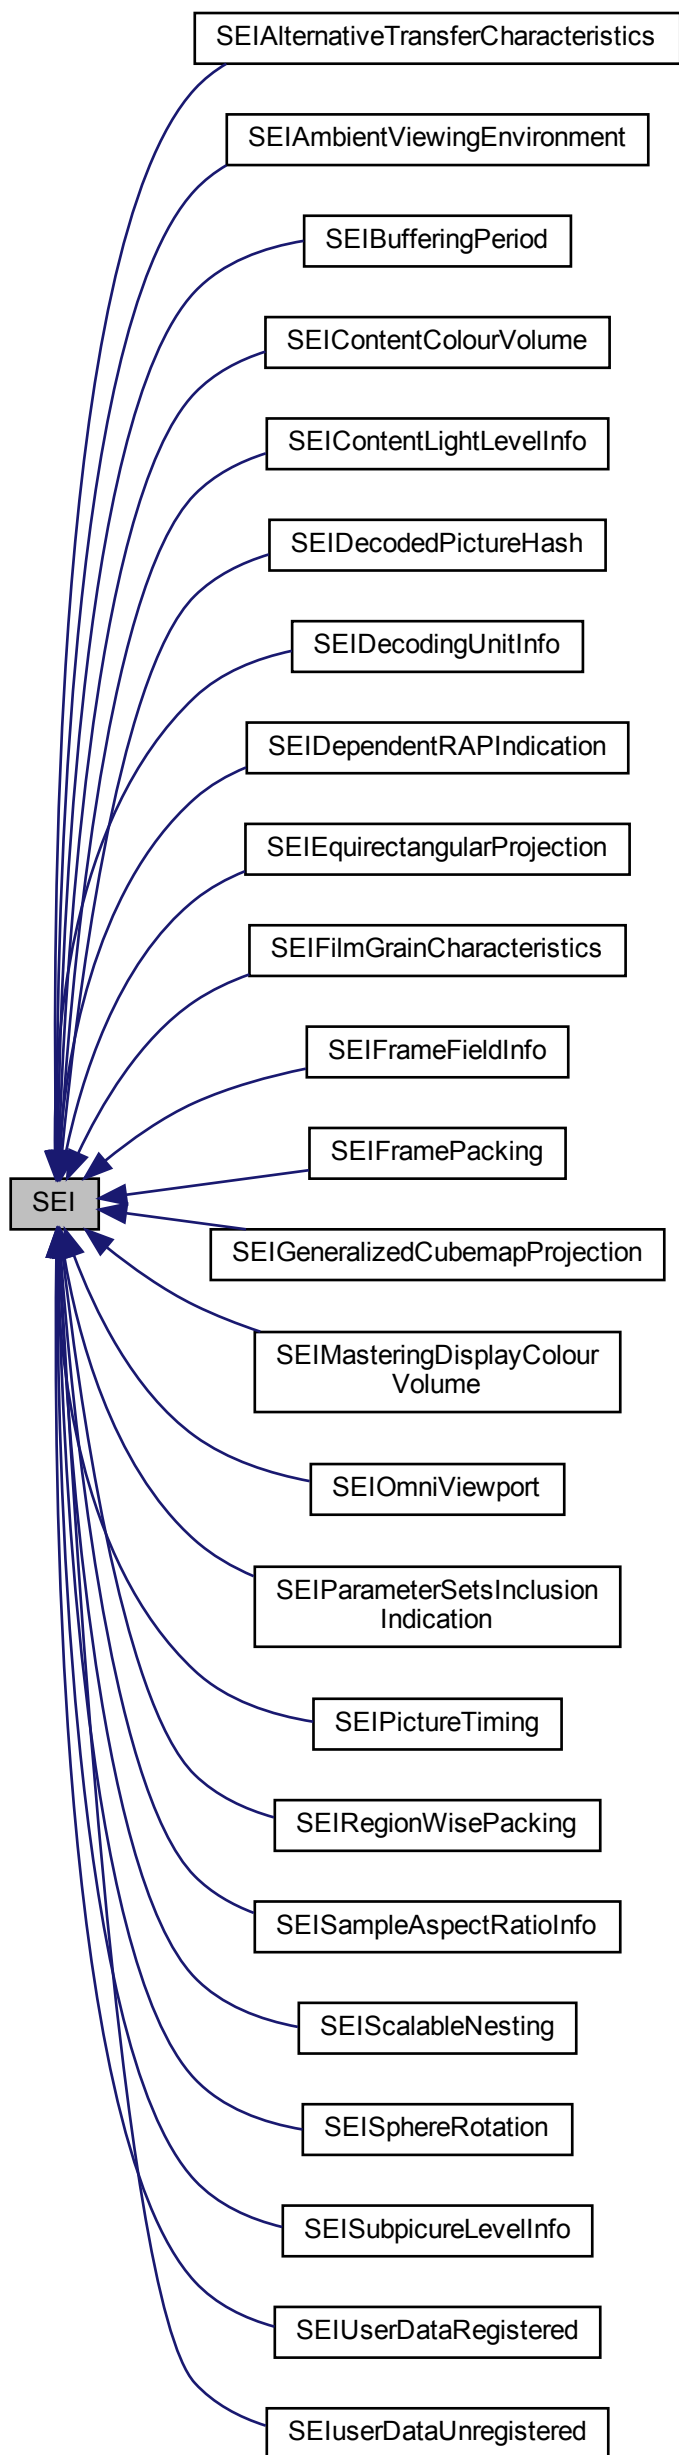 SEIAlternativeTransferCharacteristics
SEIAmbientViewingEnvironment
SEIBufferingPeriod
SEIContentColourVolume
SEIContentLightLevelInfo
SEIDecodedPictureHash
SEIDecodingUnitInfo
SEIDependentRAPIndication
SEIEquirectangularProjection
SEIFilmGrainCharacteristics
SEIFrameFieldInfo
SEIFramePacking
SEI
SEIGeneralizedCubemapProjection
SEIMasteringDisplayColour
Volume
SEIOmniViewport
SEIParameterSetsInclusion
Indication
SEIPictureTiming
SEIRegionWisePacking
SEISampleAspectRatioInfo
SEIScalableNesting
SEISphereRotation
SEISubpicureLevelInfo
SEIUserDataRegistered
SEIuserDataUnregistered